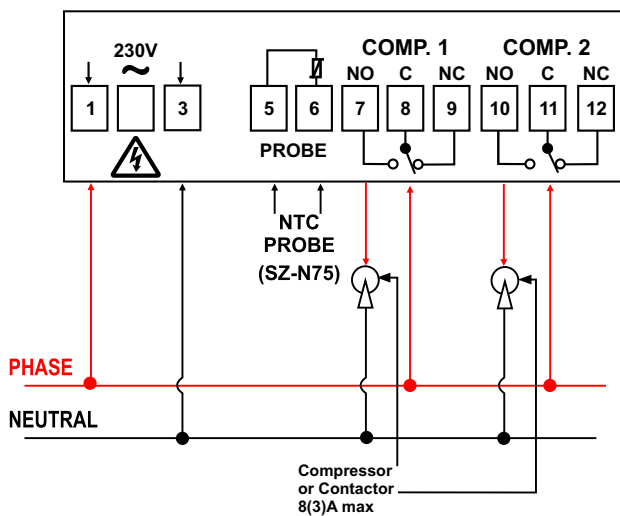 230V
COMP. 1
COMP. 2
NO C NC
NO C NC
1 3 5 6 7 8 9 10 11 12
PROBE
NTC
PROBE
(SZ-N75)
PHASE
NEUTRAL
Compressor
or Contactor
8(3)A max